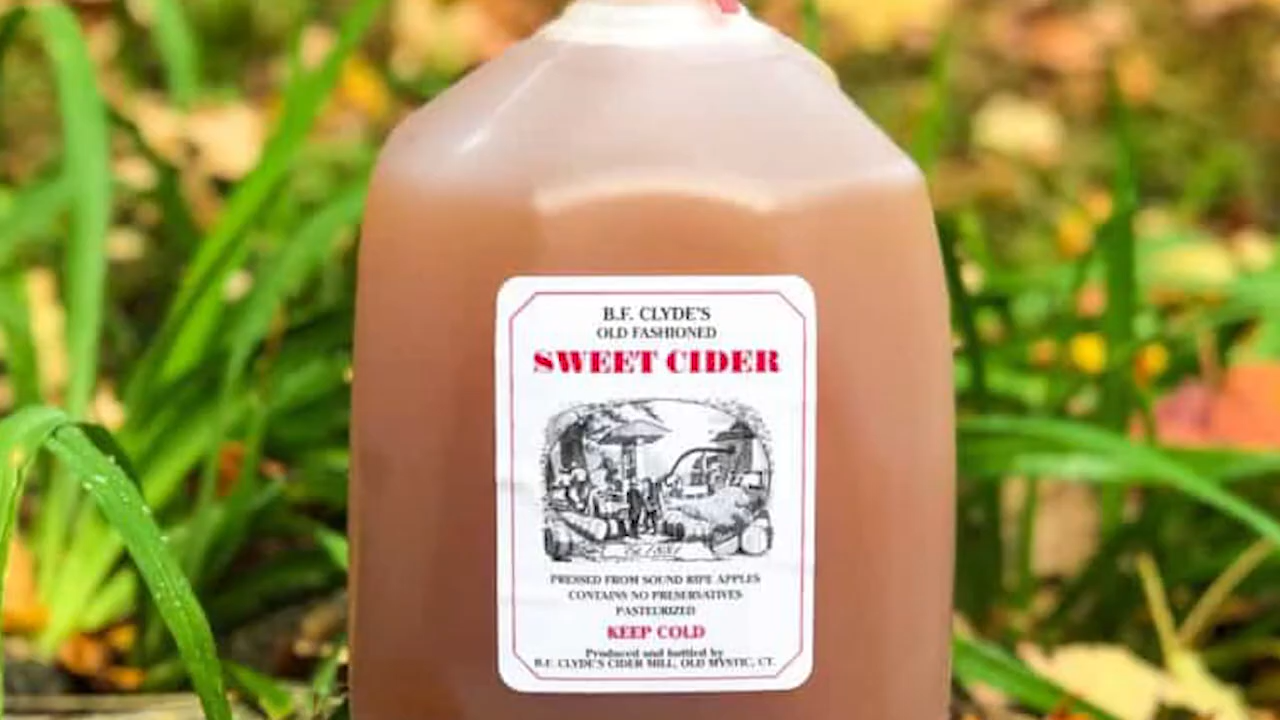 B.F. CLYDE'S
OLD FASHIONED
SWEET CIDER
PRESSED FROM SOUND RIPE APPLES
CONTAINS NO PRESERVATIVES
PASTEURIZED
KEEP COLD
Produced and bottled by
B.F. CLYDE'S CIDER MILL, OLD MYSTIC, CT.